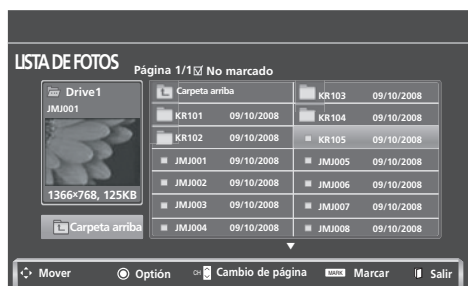 LISTA DE FOTOS
Página 1/1 ☑ No marcado
Drive1
JMJ001
1366×768, 125KB
Carpeta arriba
Carpeta arriba
KR101 09/10/2008
KR102 09/10/2008
JMJ001 09/10/2008
JMJ002 09/10/2008
JMJ003 09/10/2008
JMJ004 09/10/2008
KR103 09/10/2008
KR104 09/10/2008
KR105 09/10/2008
JMJ005 09/10/2008
JMJ006 09/10/2008
JMJ007 09/10/2008
JMJ008 09/10/2008
Mover Opción CH Cambio de página MARK Marcar Salir